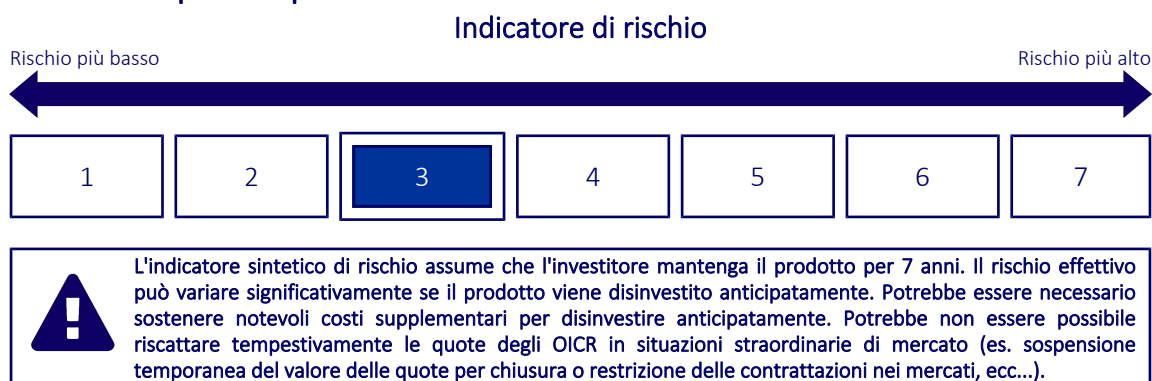 Indicatore di rischio
Rischio più basso
Rischio più alto
1
2
3
4
5
6
7
L'indicatore sintetico di rischio assume che l'investitore mantenga il prodotto per 7 anni. Il rischio effettivo
può variare significativamente se il prodotto viene disinvestito anticipatamente. Potrebbe essere necessario
sostenere notevoli costi supplementari per disinvestire anticipatamente. Potrebbe non essere possibile
riscattare tempestivamente le quote degli OICR in situazioni straordinarie di mercato (es. sospensione
temporanea del valore delle quote per chiusura o restrizione delle contrattazioni nei mercati, ecc...).